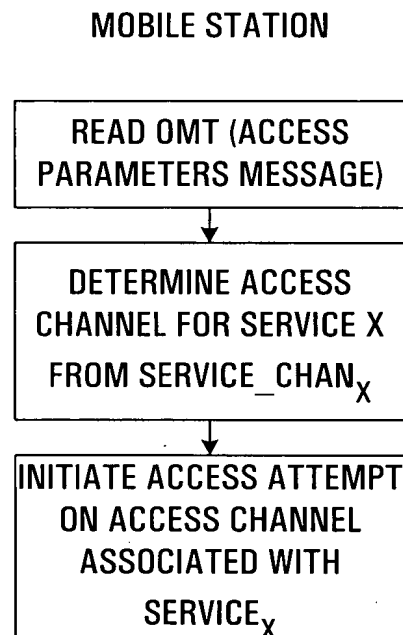 MOBILE STATION
READ OMT (ACCESS
PARAMETERS MESSAGE)
DETERMINE ACCESS
CHANNEL FOR SERVICE X
FROM SERVICE_CHANX
INITIATE ACCESS ATTEMPT
ON ACCESS CHANNEL
ASSOCIATED WITH
SERVICEX